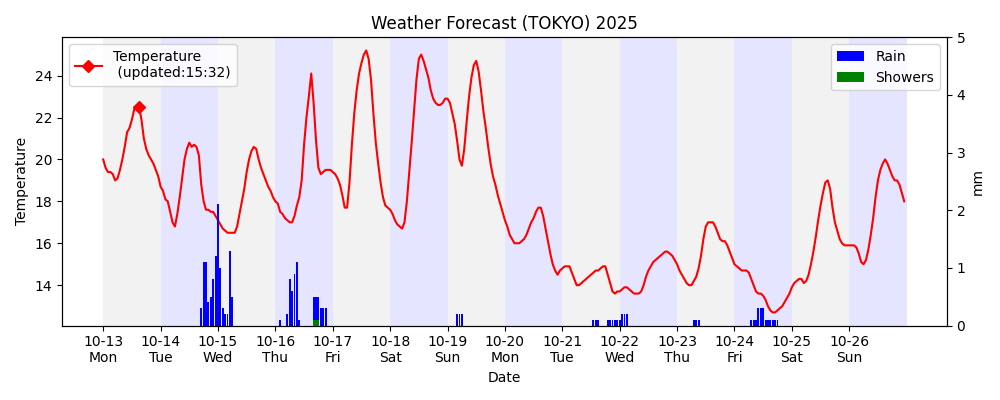 Weather Forecast (TOKYO) 2025
Temperature
(updated:15:32)
Rain
Showers
Temperature
24
22
20
18
16
14
5
4
3
2
1
0
mm
10-13 10-14 10-15 10-16 10-17 10-18 10-19 10-20 10-21 10-22 10-23 10-24 10-25 10-26
Mon Tue Wed Thu Fri Sat Sun Mon Tue Wed Thu Fri Sat Sun
Date